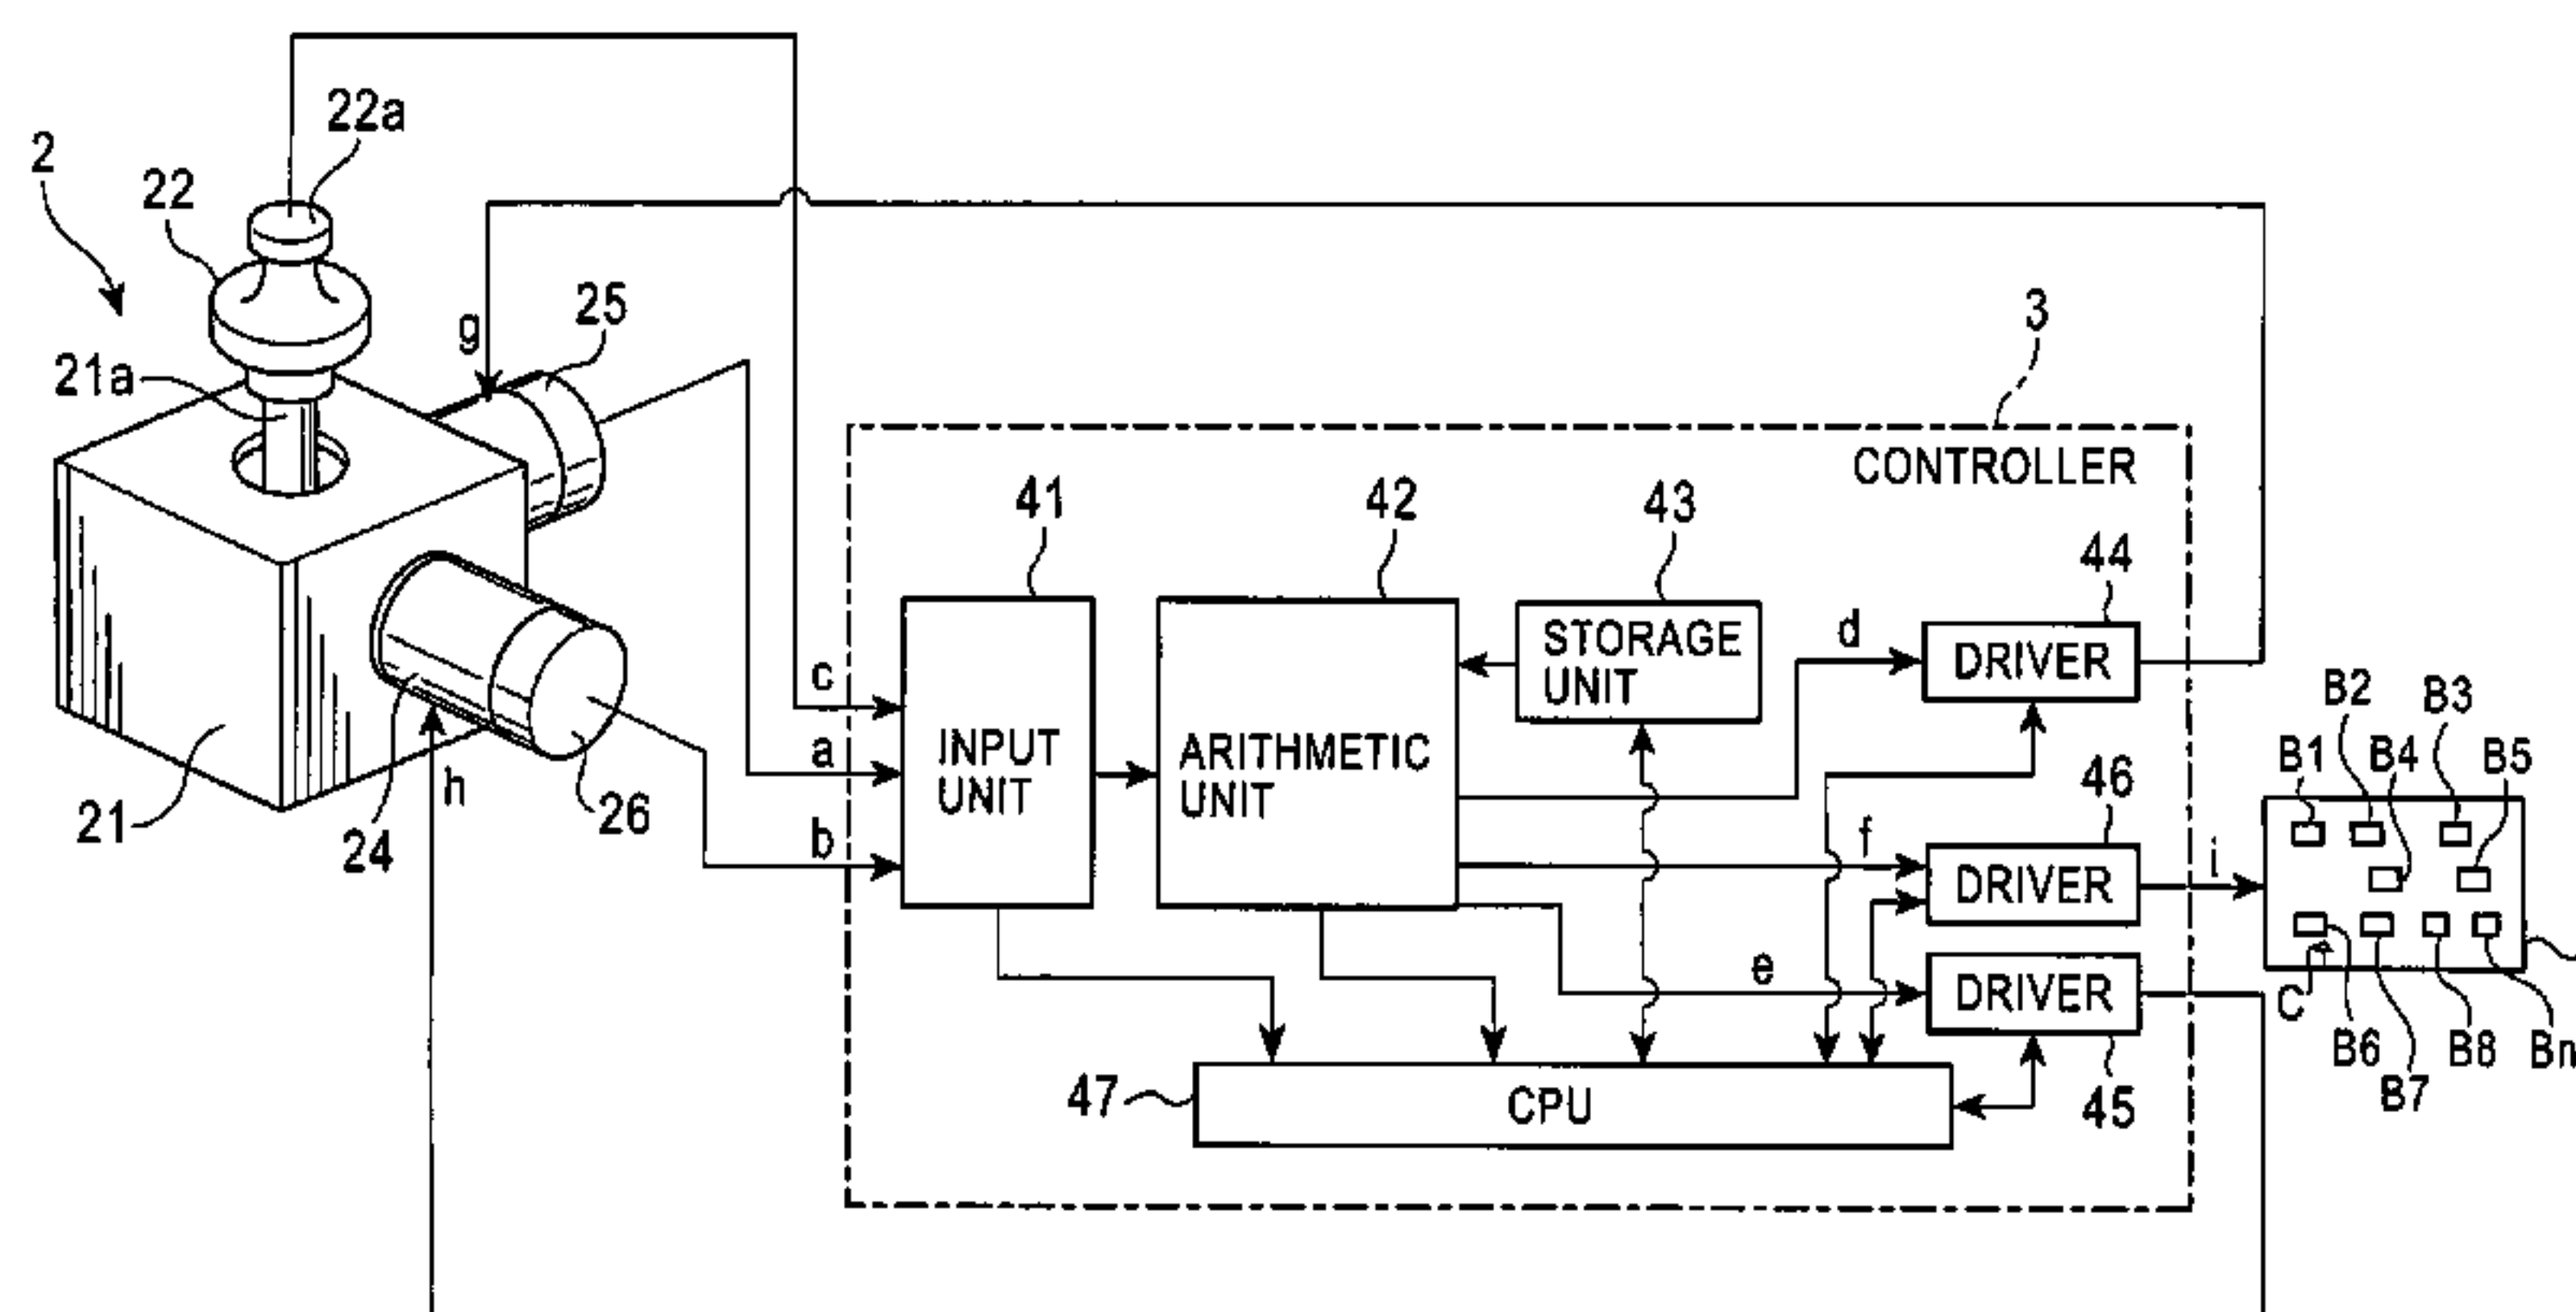 2
22
22a
21a
g
25
3
CONTROLLER
41
42
43
44
c
a
b
INPUT
UNIT
ARITHMETIC
UNIT
STORAGE
UNIT
d
DRIVER
46
f
DRIVER
i
e
DRIVER
45
47
CPU
21
24
h
26
B1
B2
B4
B3
B5
C
B6
B7
B8
Bn